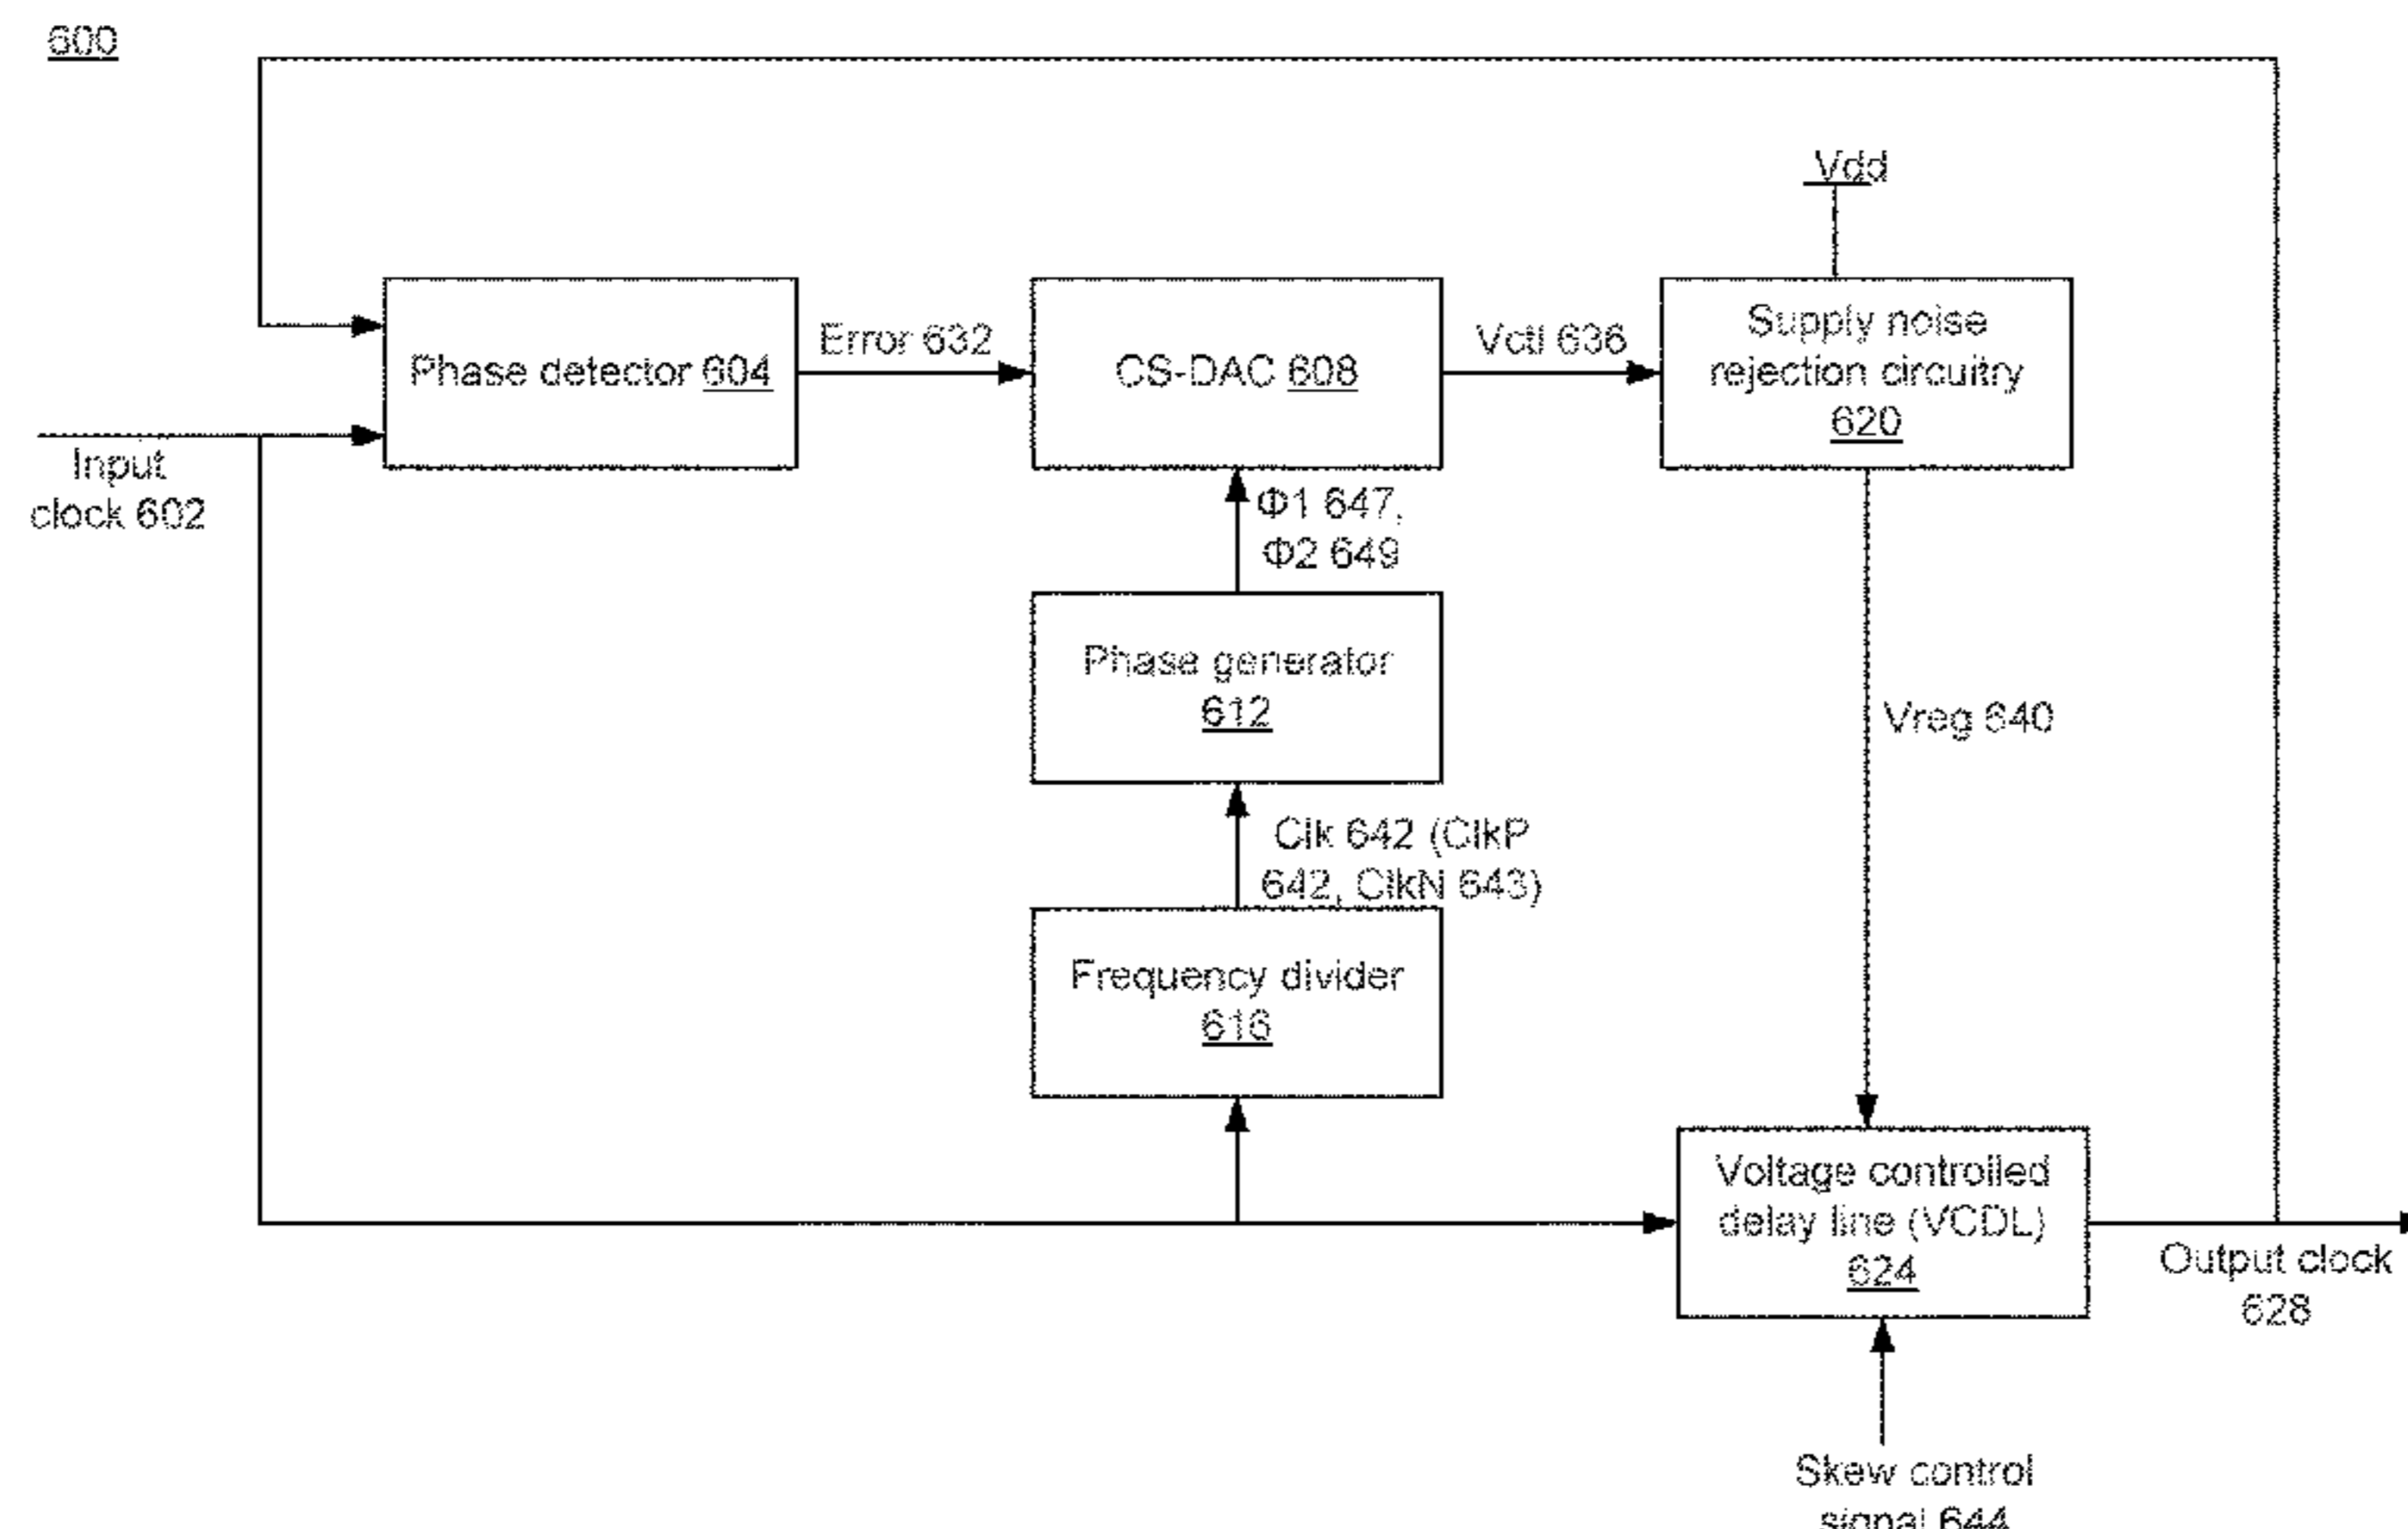 600
Vdd
Phase detector 604
Error 632
CS-DAC 608
Vctl 636
Supply noise
rejection circuitry
620
Input
clock 602
Φ1 647,
Φ2 649
Phase generator
612
Vreg 640
Clk 642 (ClkP
642, ClkN 643)
Frequency divider
616
Voltage controlled
delay line (VCDL)
624
Output clock
628
Skew control
signal 644